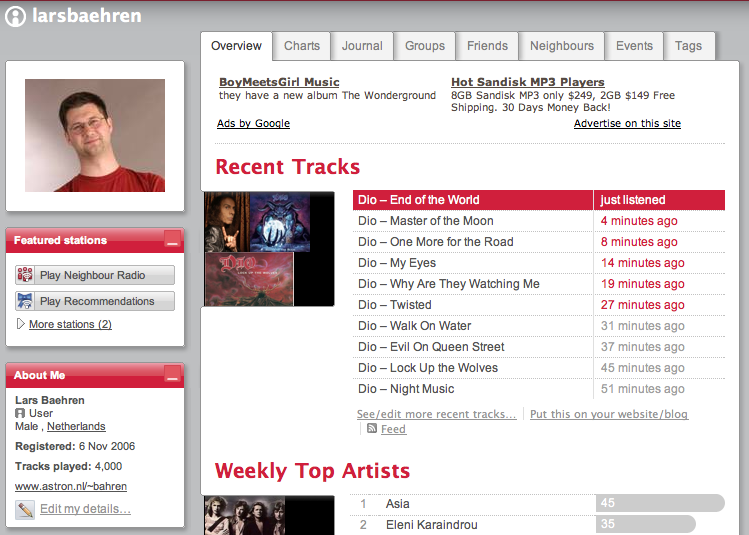 larsbaehren
Overview
Charts
Journal
Groups
Friends
Neighbours
Events
Tags
BoyMeetsGirl Music
they have a new album The Wonderground
Hot Sandisk MP3 Players
8GB Sandisk MP3 only $249, 2GB $149 Free
Shipping. 30 Days Money Back!
Ads by Google
Advertise on this site
Featured stations
Play Neighbour Radio
Play Recommendations
More stations (2)
About Me
Lars Baehren
User
Male , Netherlands
Registered: 6 Nov 2006
Tracks played: 4,000
www.astron.nl/~bahren
Edit my details...
Recent Tracks
DIO
LOCK UP THE WOLVES
Dio – End of the World just listened
Dio – Master of the Moon 4 minutes ago
Dio – One More for the Road 8 minutes ago
Dio – My Eyes 14 minutes ago
Dio – Why Are They Watching Me 19 minutes ago
Dio – Twisted 27 minutes ago
Dio – Walk On Water 31 minutes ago
Dio – Evil On Queen Street 37 minutes ago
Dio – Lock Up the Wolves 45 minutes ago
Dio – Night Music 51 minutes ago
See/edit more recent tracks... Put this on your website/blog
Feed
Weekly Top Artists
1 Asia 45
2 Eleni Karaindrou 35